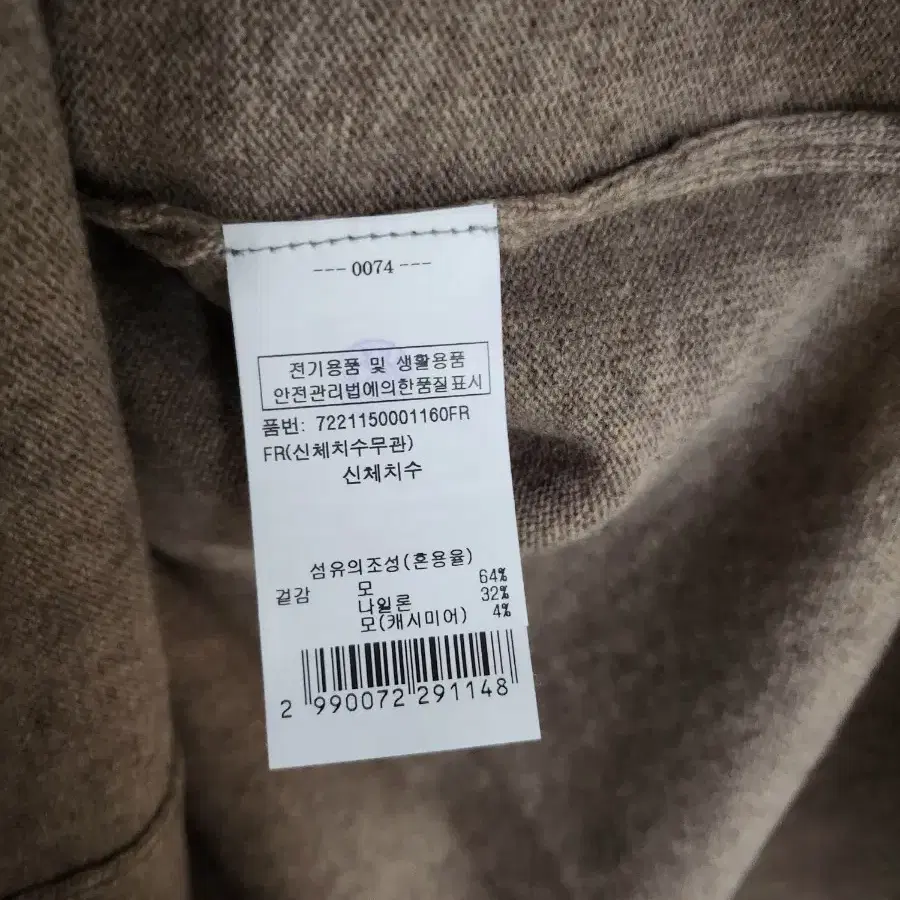 --- 0074 ---
전기용품 및 생활용품
안전관리법에의한품질표시
품번: 7221150001160FR
FR(신체치수무관)
신체치수
섬유의조성(혼용율)
겉감 모 64%
나일론 32%
모(캐시미어) 4%
2 990072 291148